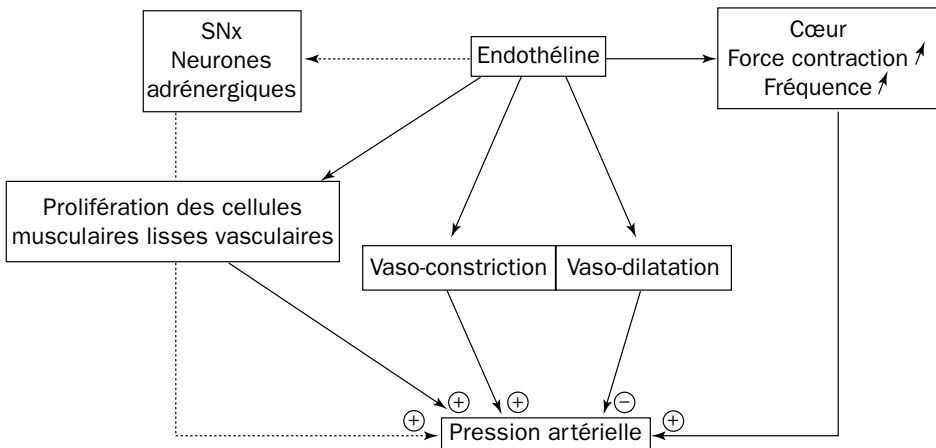 SNx
Neurones
adrénergiques
Endothéline
Cœur
Force contraction
Fréquence
Prolifération des cellules
musculaires lisses vasculaires
Vaso-constriction
Vaso-dilatation
+
+
+
−
+
Pression artérielle